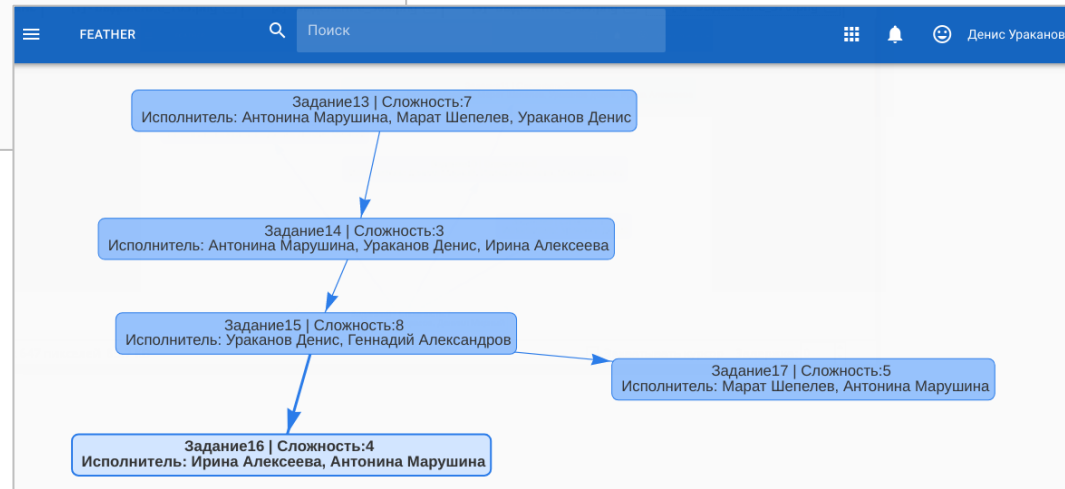 FEATHER
Поиск
Денис Ураканов
Задание13 | Сложность:7
Исполнитель: Антонина Марушина, Марат Шепелев, Ураканов Денис
Задание14 | Сложность:3
Исполнитель: Антонина Марушина, Ураканов Денис, Ирина Алексеева
Задание15 | Сложность:8
Исполнитель: Ураканов Денис, Геннадий Александров
Задание17 | Сложность:5
Исполнитель: Марат Шепелев, Антонина Марушина
Задание16 | Сложность:4
Исполнитель: Ирина Алексеева, Антонина Марушина